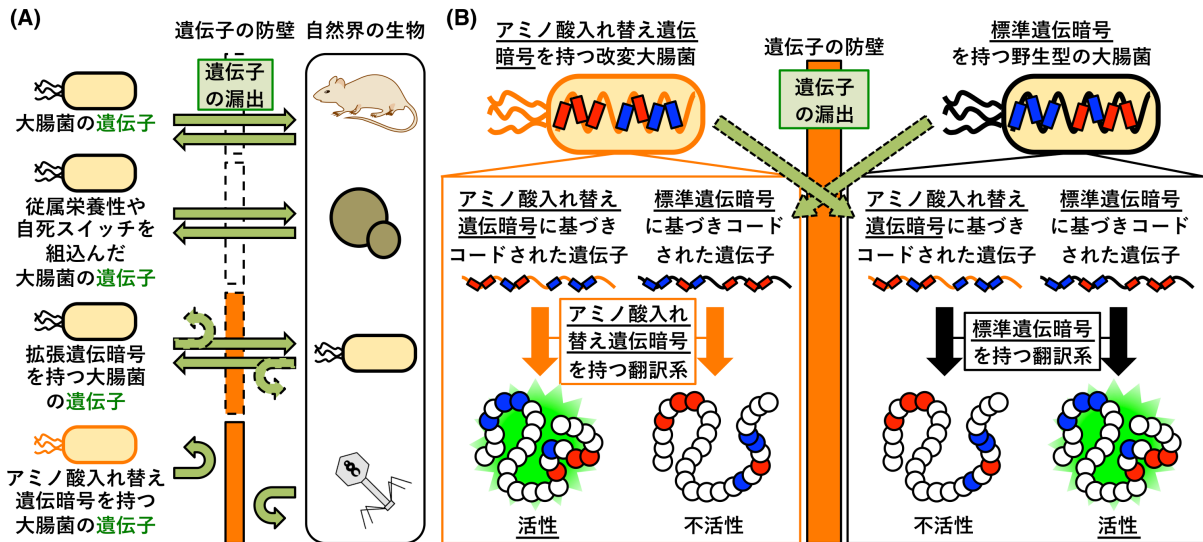 (A)
遺伝子の防壁
自然界の生物
遺伝子
の漏出
大腸菌の遺伝子
従属栄養性や
自死スイッチを
組込んだ
大腸菌の遺伝子
拡張遺伝暗号
を持つ大腸菌
の遺伝子
アミノ酸入れ替え
遺伝暗号を持つ
大腸菌の遺伝子
(B)
アミノ酸入れ替え遺伝
暗号を持つ改変大腸菌
遺伝子の防壁
遺伝子
の漏出
標準遺伝暗号
を持つ野生型の大腸菌
アミノ酸入れ替え
遺伝暗号に基づき
コードされた遺伝子
標準遺伝暗号
に基づきコード
された遺伝子
アミノ酸入れ
替え遺伝暗号
を持つ翻訳系
活性
不活性
アミノ酸入れ替え
遺伝暗号に基づき
コードされた遺伝子
標準遺伝暗号
に基づきコード
された遺伝子
標準遺伝暗号
を持つ翻訳系
不活性
活性